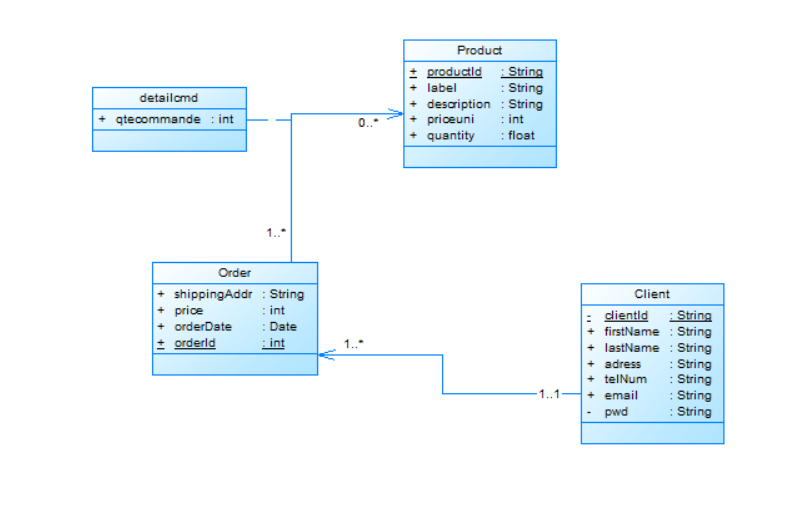 Product
+ productId : String
+ label : String
+ description : String
+ priceuni : int
+ quantity : float
detailcmd
+ qtecommande : int
0..*
1..*
Order
+ shippingAddr : String
+ price : int
+ orderDate : Date
+ orderId : int
1..*
1..1
Client
- clientId : String
+ firstName : String
+ lastName : String
+ adress : String
+ telNum : String
+ email : String
- pwd : String